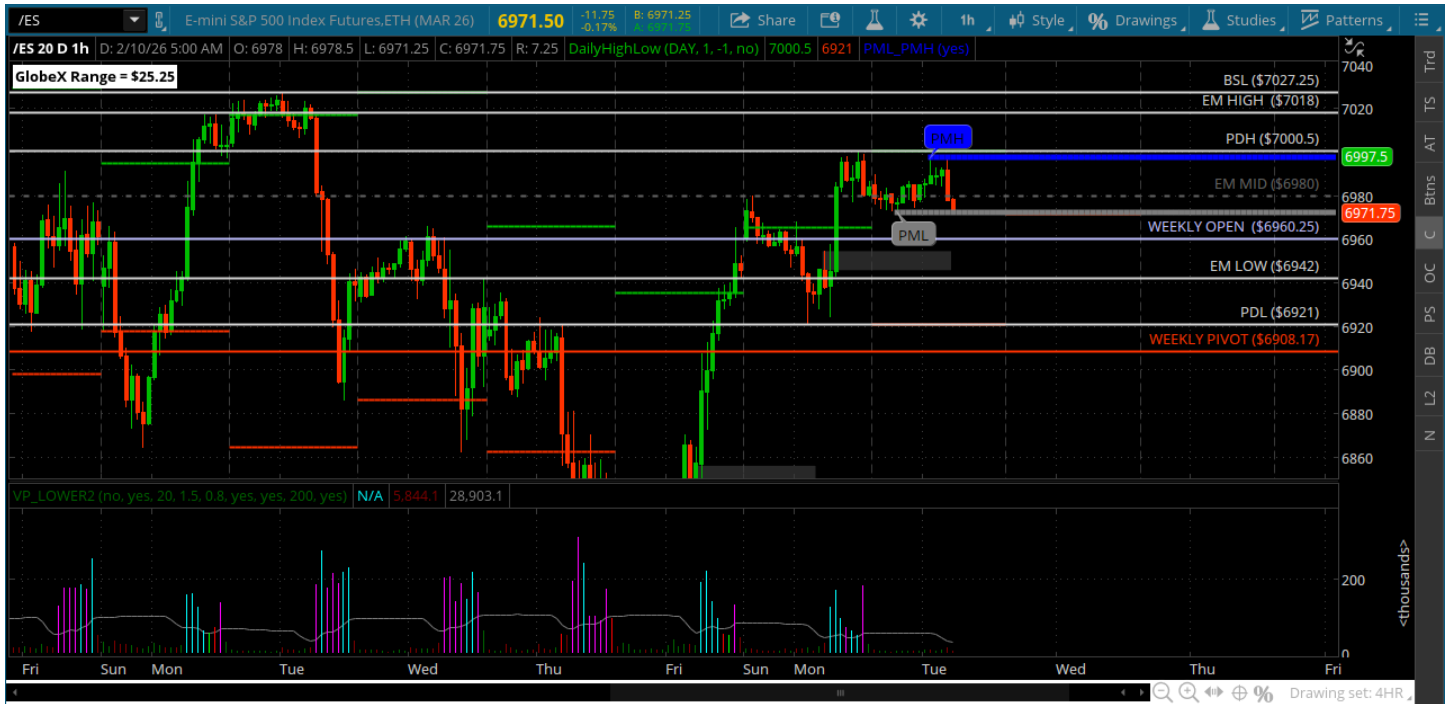 /ES E-mini S&P 500 Index Futures,ETH (MAR 26) 6971.50 -11.75 -0.17% B: 6971.25 A: 6971.75 Share 1h Style % Drawings Studies Patterns
/ES 20 D 1h D: 2/10/26 5:00 AM O: 6978 H: 6978.5 L: 6971.25 C: 6971.75 R: 7.25 DailyHighLow (DAY, 1, -1, no) 7000.5 6921 PML_PMH (yes)
GlobeX Range = $25.25
7040
BSL ($7027.25)
EM HIGH ($7018)
7020
PMH
PDH ($7000.5)
6997.5
EM MID ($6980)
6980
6971.75
WEEKLY OPEN ($6960.25)
PML
6960
EM LOW ($6942)
6940
PDL ($6921)
6920
WEEKLY PIVOT ($6908.17)
6900
6880
6860
VP_LOWER2 (no, yes, 20, 1.5, 0.8, yes, yes, 200, yes) N/A 5,844.1 28,903.1
200
<thousands>
0
Fri Sun Mon Tue Wed Thu Fri Sun Mon Tue Wed Thu Fri
Drawing set: 4HR
Trd
TS
AT
Btns
C
OC
PS
DB
L2
N